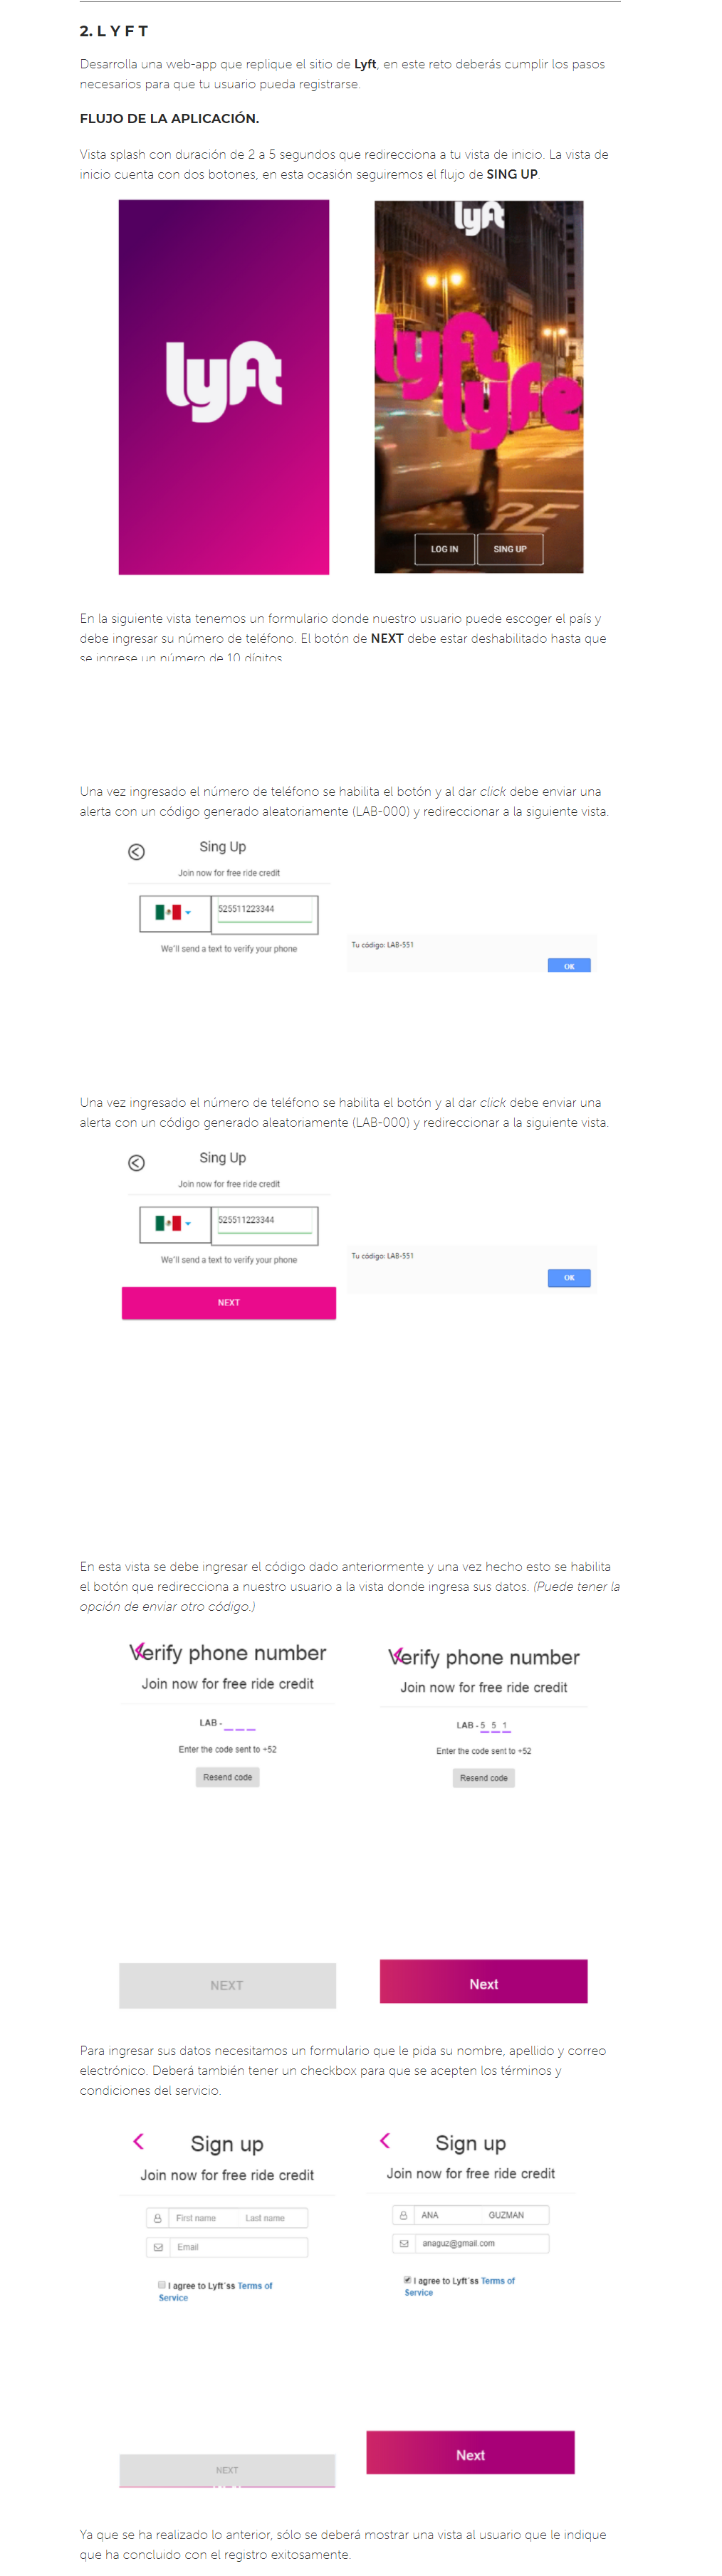 2. L Y F T
Desarrolla una web-app que replique el sitio de Lyft, en este reto deberás cumplir los pasos
necesarios para que tu usuario pueda registrarse.
FLUJO DE LA APLICACIÓN.
Vista splash con duración de 2 a 5 segundos que redirecciona a tu vista de inicio. La vista de
inicio cuenta con dos botones, en esta ocasión seguiremos el flujo de SING UP.
lyft
lyft
lyft
lyfe
PE
LOG IN
SING UP
En la siguiente vista tenemos un formulario donde nuestro usuario puede escoger el país y
debe ingresar su número de teléfono. El botón de NEXT debe estar deshabilitado hasta que
se ingrese un número de 10 dígitos
Una vez ingresado el número de teléfono se habilita el botón y al dar click debe enviar una
alerta con un código generado aleatoriamente (LAB-000) y redireccionar a la siguiente vista.
Sing Up
Join now for free ride credit
525511223344
We'll send a text to verify your phone
Tu código: LAB-551
OK
Una vez ingresado el número de teléfono se habilita el botón y al dar click debe enviar una
alerta con un código generado aleatoriamente (LAB-000) y redireccionar a la siguiente vista.
Sing Up
Join now for free ride credit
525511223344
We'll send a text to verify your phone
Tu código: LAB-551
OK
NEXT
En esta vista se debe ingresar el código dado anteriormente y una vez hecho esto se habilita
el botón que redirecciona a nuestro usuario a la vista donde ingresa sus datos. (Puede tener la
opción de enviar otro código.)
Verify phone number
Join now for free ride credit
LAB - _ _ _
Enter the code sent to +52
Resend code
NEXT
Verify phone number
Join now for free ride credit
LAB - 5 5 1
Enter the code sent to +52
Resend code
Next
Para ingresar sus datos necesitamos un formulario que le pida su nombre, apellido y correo
electrónico. Deberá también tener un checkbox para que se acepten los términos y
condiciones del servicio.
Sign up
Join now for free ride credit
First name Last name
Email
I agree to Lyft´ss Terms of
Service
NEXT
Sign up
Join now for free ride credit
ANA GUZMAN
anaguz@gmail.com
I agree to Lyft´ss Terms of
Service
Next
Ya que se ha realizado lo anterior, sólo se deberá mostrar una vista al usuario que le indique
que ha concluido con el registro exitosamente.